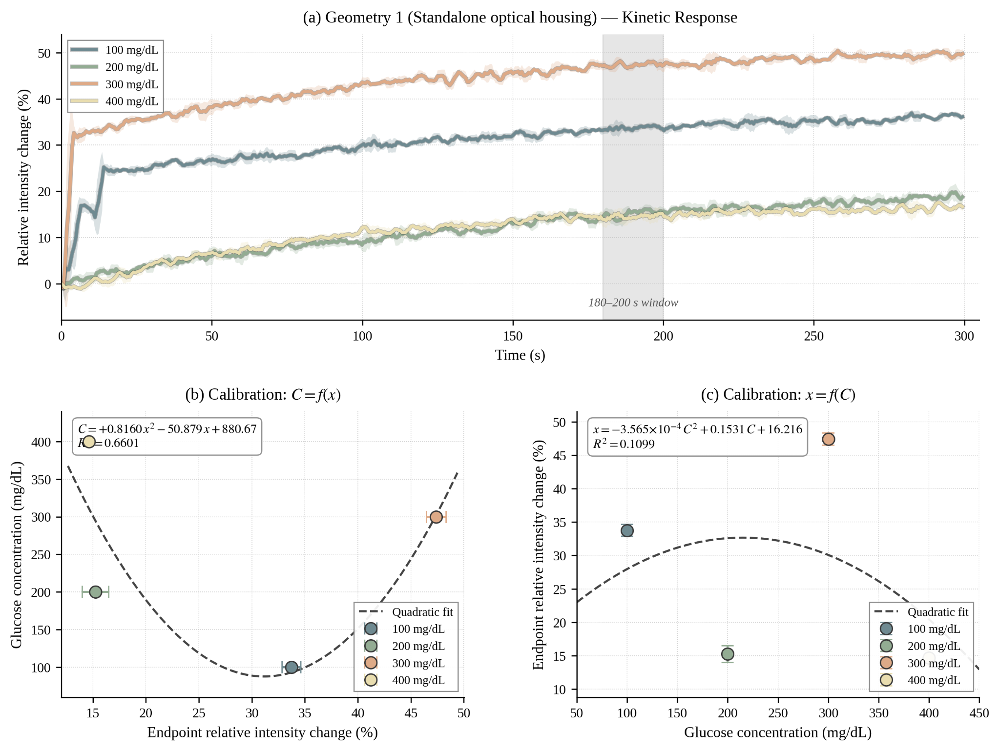 (a) Geometry 1 (Standalone optical housing) — Kinetic Response
Relative intensity change (%)
50
40
30
20
10
0
100 mg/dL
200 mg/dL
300 mg/dL
400 mg/dL
180–200 s window
0 50 100 150 200 250 300
Time (s)
(b) Calibration: C = f(x)
Glucose concentration (mg/dL)
400
350
300
250
200
150
100
C = +0.8160 x² − 50.879 x + 880.67
= 0.6601
Quadratic fit
100 mg/dL
200 mg/dL
300 mg/dL
400 mg/dL
15 20 25 30 35 40 45 50
Endpoint relative intensity change (%)
(c) Calibration: x = f(C)
Endpoint relative intensity change (%)
50
45
40
35
30
25
20
15
10
x = −3.565×10⁻⁴ C² + 0.1531 C + 16.216
R² = 0.1099
Quadratic fit
100 mg/dL
200 mg/dL
300 mg/dL
400 mg/dL
50 100 150 200 250 300 350 400 450
Glucose concentration (mg/dL)